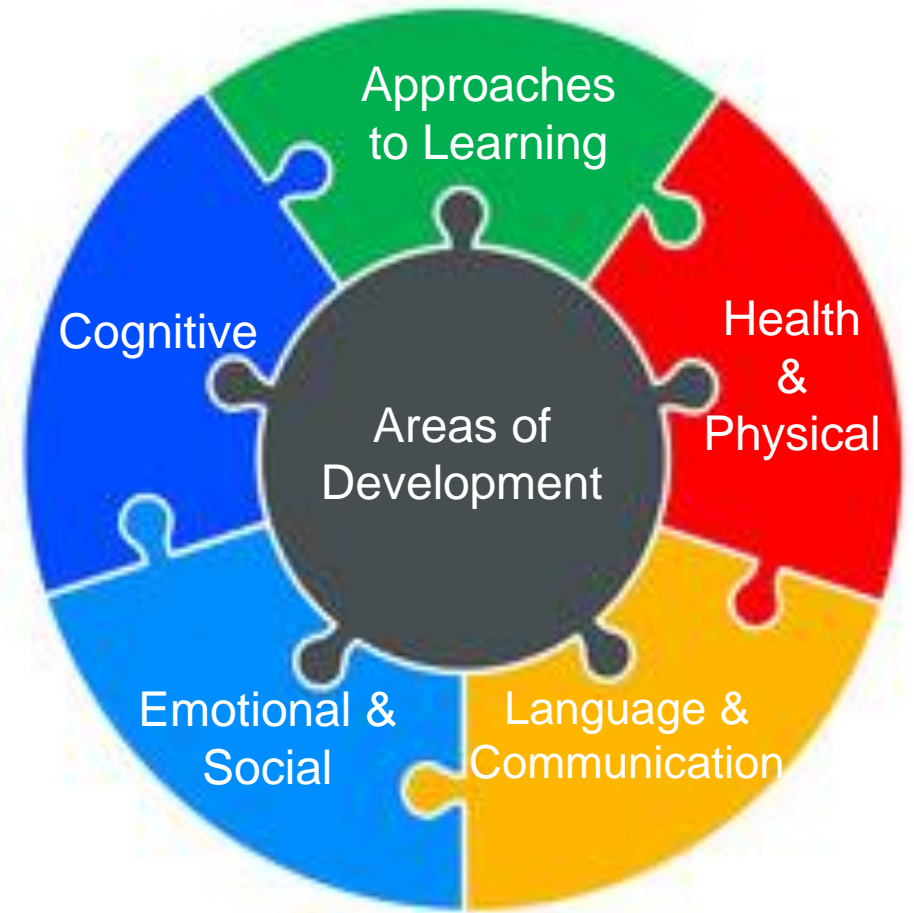 Approaches
to Learning
Health
&
Physical
Language &
Communication
Emotional &
Social
Cognitive
Areas of
Development